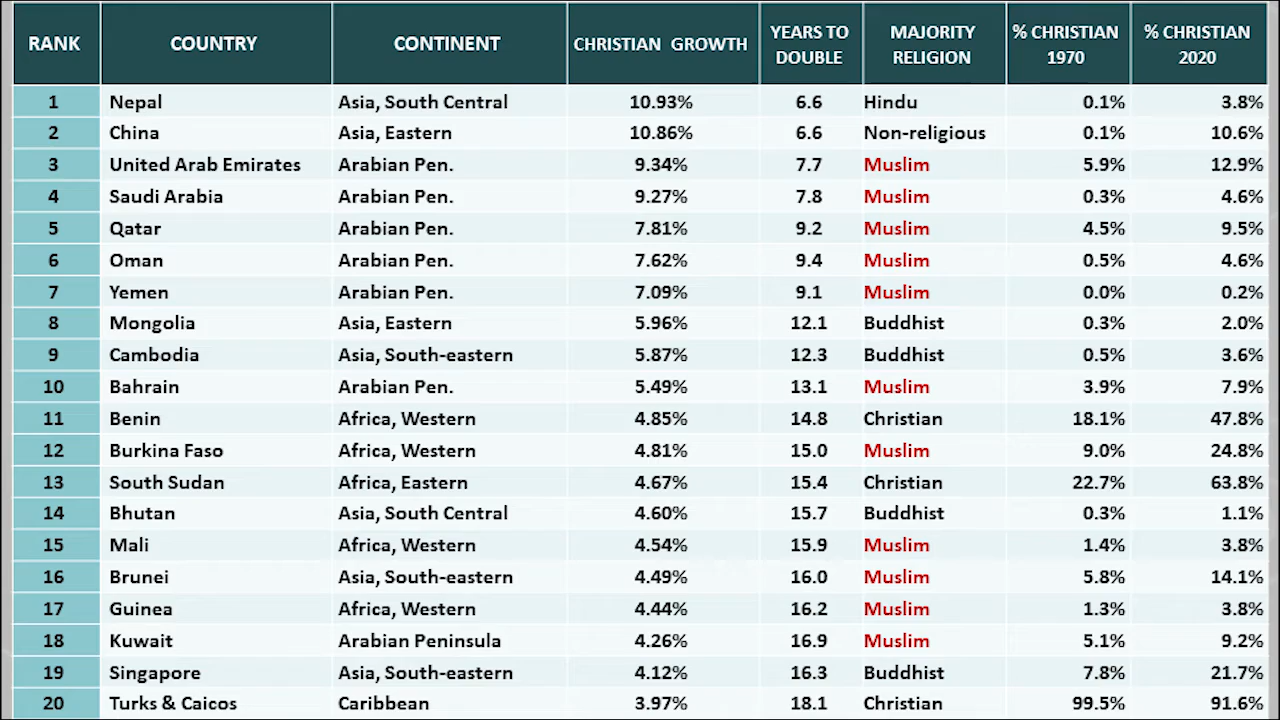 RANK COUNTRY CONTINENT CHRISTIAN GROWTH YEARS TO DOUBLE MAJORITY RELIGION % CHRISTIAN 1970 % CHRISTIAN 2020
1 Nepal Asia, South Central 10.93% 6.6 Hindu 0.1% 3.8%
2 China Asia, Eastern 10.86% 6.6 Non-religious 0.1% 10.6%
3 United Arab Emirates Arabian Pen. 9.34% 7.7 Muslim 5.9% 12.9%
4 Saudi Arabia Arabian Pen. 9.27% 7.8 Muslim 0.3% 4.6%
5 Qatar Arabian Pen. 7.81% 9.2 Muslim 4.5% 9.5%
6 Oman Arabian Pen. 7.62% 9.4 Muslim 0.5% 4.6%
7 Yemen Arabian Pen. 7.09% 9.1 Muslim 0.0% 0.2%
8 Mongolia Asia, Eastern 5.96% 12.1 Buddhist 0.3% 2.0%
9 Cambodia Asia, South-eastern 5.87% 12.3 Buddhist 0.5% 3.6%
10 Bahrain Arabian Pen. 5.49% 13.1 Muslim 3.9% 7.9%
11 Benin Africa, Western 4.85% 14.8 Christian 18.1% 47.8%
12 Burkina Faso Africa, Western 4.81% 15.0 Muslim 9.0% 24.8%
13 South Sudan Africa, Eastern 4.67% 15.4 Christian 22.7% 63.8%
14 Bhutan Asia, South Central 4.60% 15.7 Buddhist 0.3% 1.1%
15 Mali Africa, Western 4.54% 15.9 Muslim 1.4% 3.8%
16 Brunei Asia, South-eastern 4.49% 16.0 Muslim 5.8% 14.1%
17 Guinea Africa, Western 4.44% 16.2 Muslim 1.3% 3.8%
18 Kuwait Arabian Peninsula 4.26% 16.9 Muslim 5.1% 9.2%
19 Singapore Asia, South-eastern 4.12% 16.3 Buddhist 7.8% 21.7%
20 Turks & Caicos Caribbean 3.97% 18.1 Christian 99.5% 91.6%